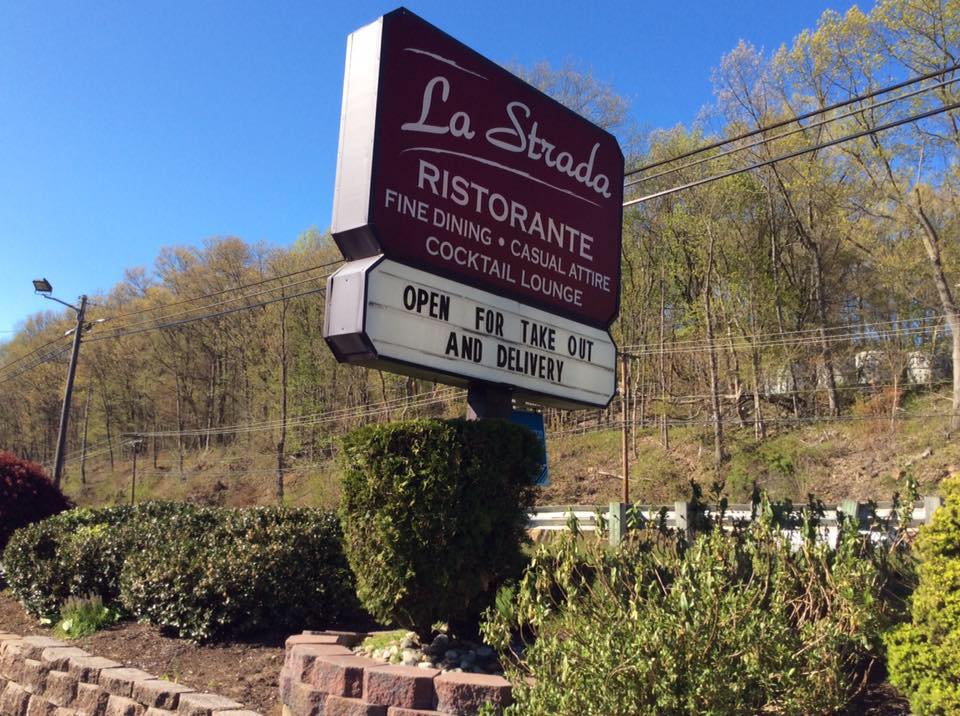 La Strada
RISTORANTE
FINE DINING • CASUAL ATTIRE
COCKTAIL LOUNGE
OPEN FOR TAKE OUT
AND DELIVERY